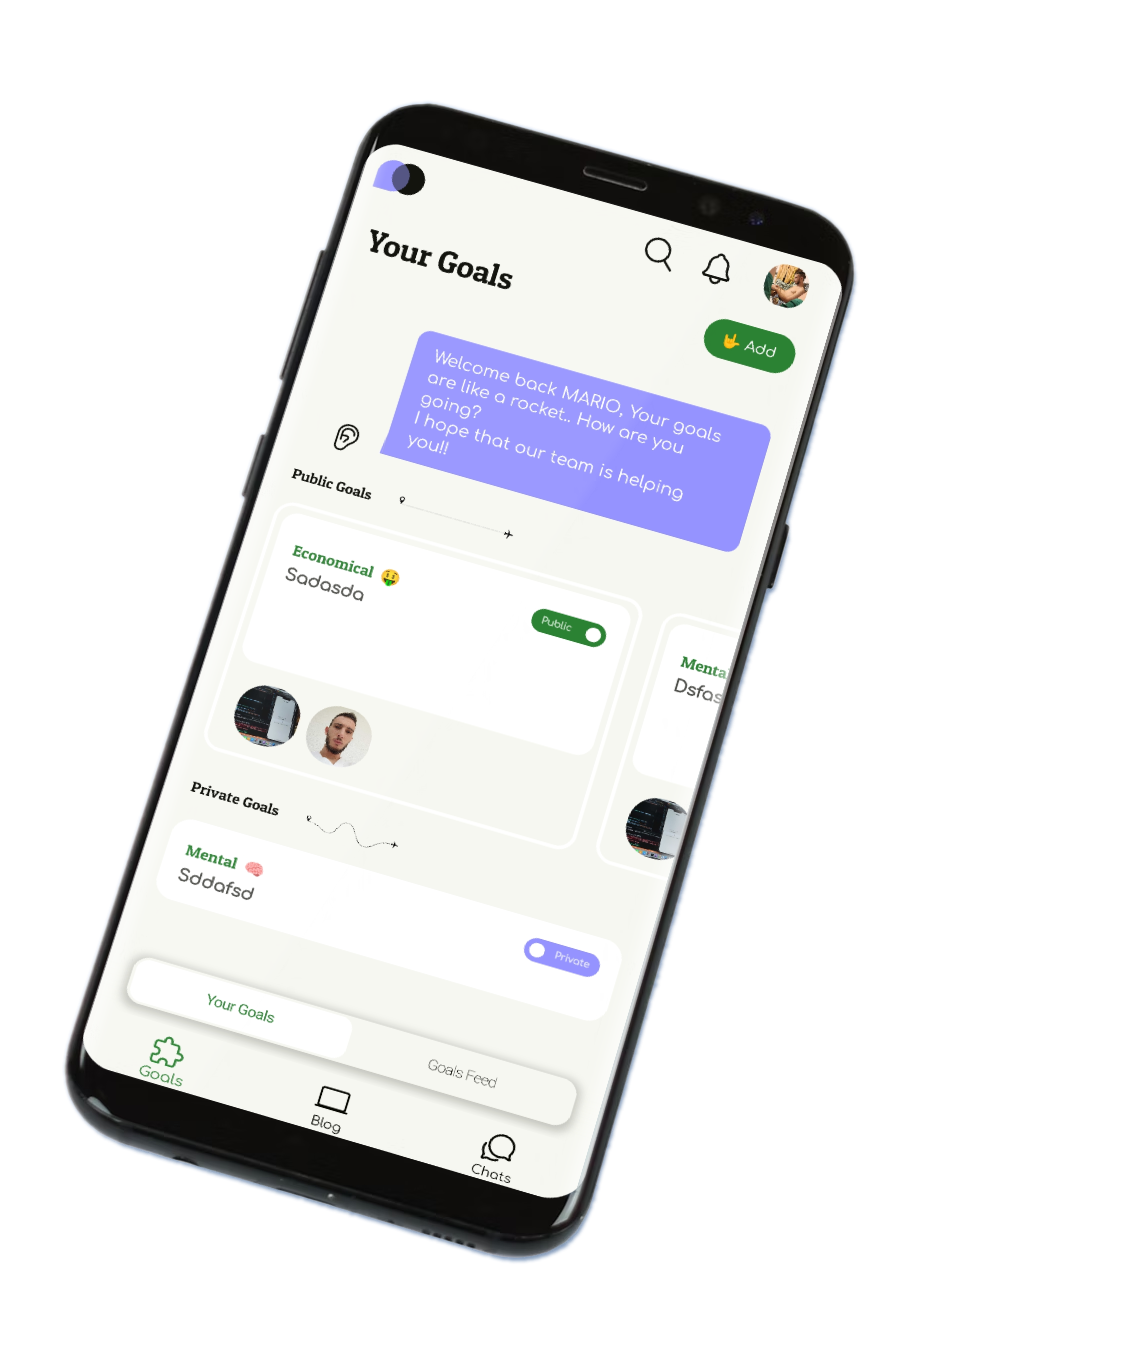 Your Goals
🤟 Add
Welcome back MARIO, Your goals
are like a rocket.. How are you
going?
I hope that our team is helping
you!!
Public Goals
Economical 🤑
Sadasda
Public
Menta
Dsfas
Private Goals
Mental 🧠
Sddafsd
Private
Your Goals
Goals Feed
Goals
Blog
Chats